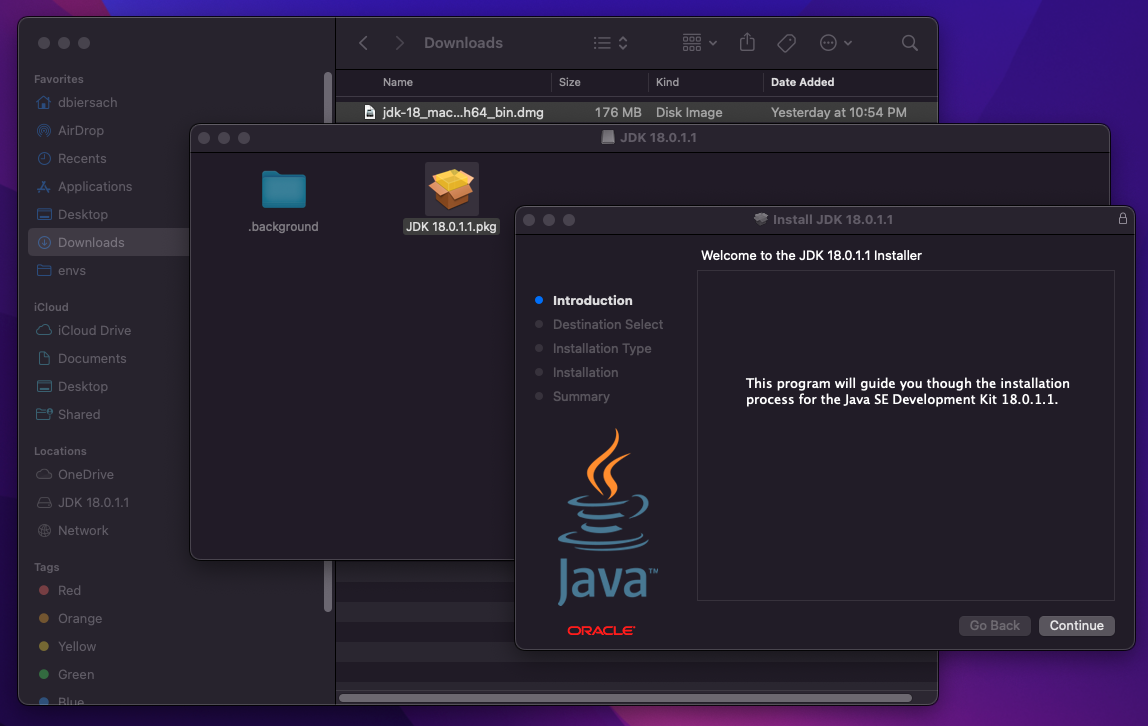 Favorites
dbiersach
AirDrop
Recents
Applications
Desktop
Downloads
envs
iCloud
iCloud Drive
Documents
Desktop
Shared
Locations
OneDrive
JDK 18.0.1.1
Network
Tags
Red
Orange
Yellow
Green
Blue
Downloads
Name Size Kind Date Added
jdk-18_mac...h64_bin.dmg 176 MB Disk Image Yesterday at 10:54 PM
JDK 18.0.1.1
.background
JDK 18.0.1.1.pkg
Install JDK 18.0.1.1
Welcome to the JDK 18.0.1.1 Installer
Introduction
Destination Select
Installation Type
Installation
Summary
This program will guide you though the installation
process for the Java SE Development Kit 18.0.1.1.
Java™
ORACLE®
Go Back Continue